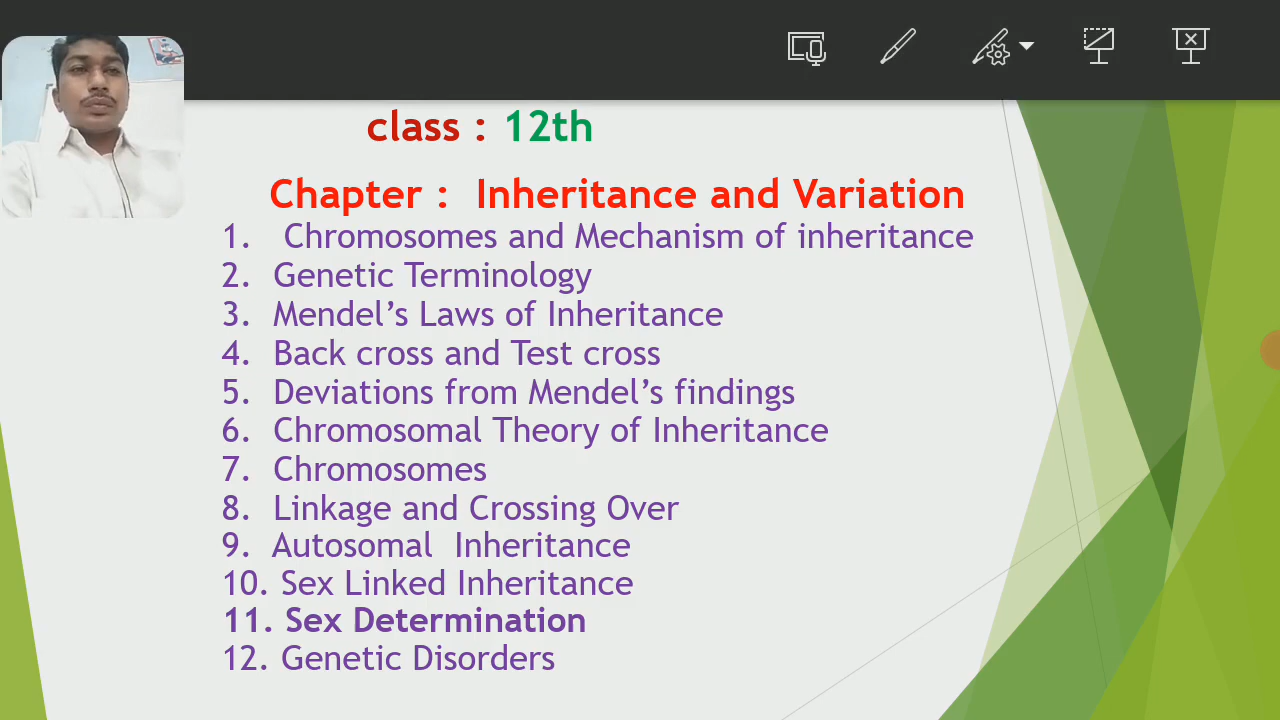 class : 12th
Chapter : Inheritance and Variation
1. Chromosomes and Mechanism of inheritance
2. Genetic Terminology
3. Mendel’s Laws of Inheritance
4. Back cross and Test cross
5. Deviations from Mendel’s findings
6. Chromosomal Theory of Inheritance
7. Chromosomes
8. Linkage and Crossing Over
9. Autosomal Inheritance
10. Sex Linked Inheritance
11. Sex Determination
12. Genetic Disorders